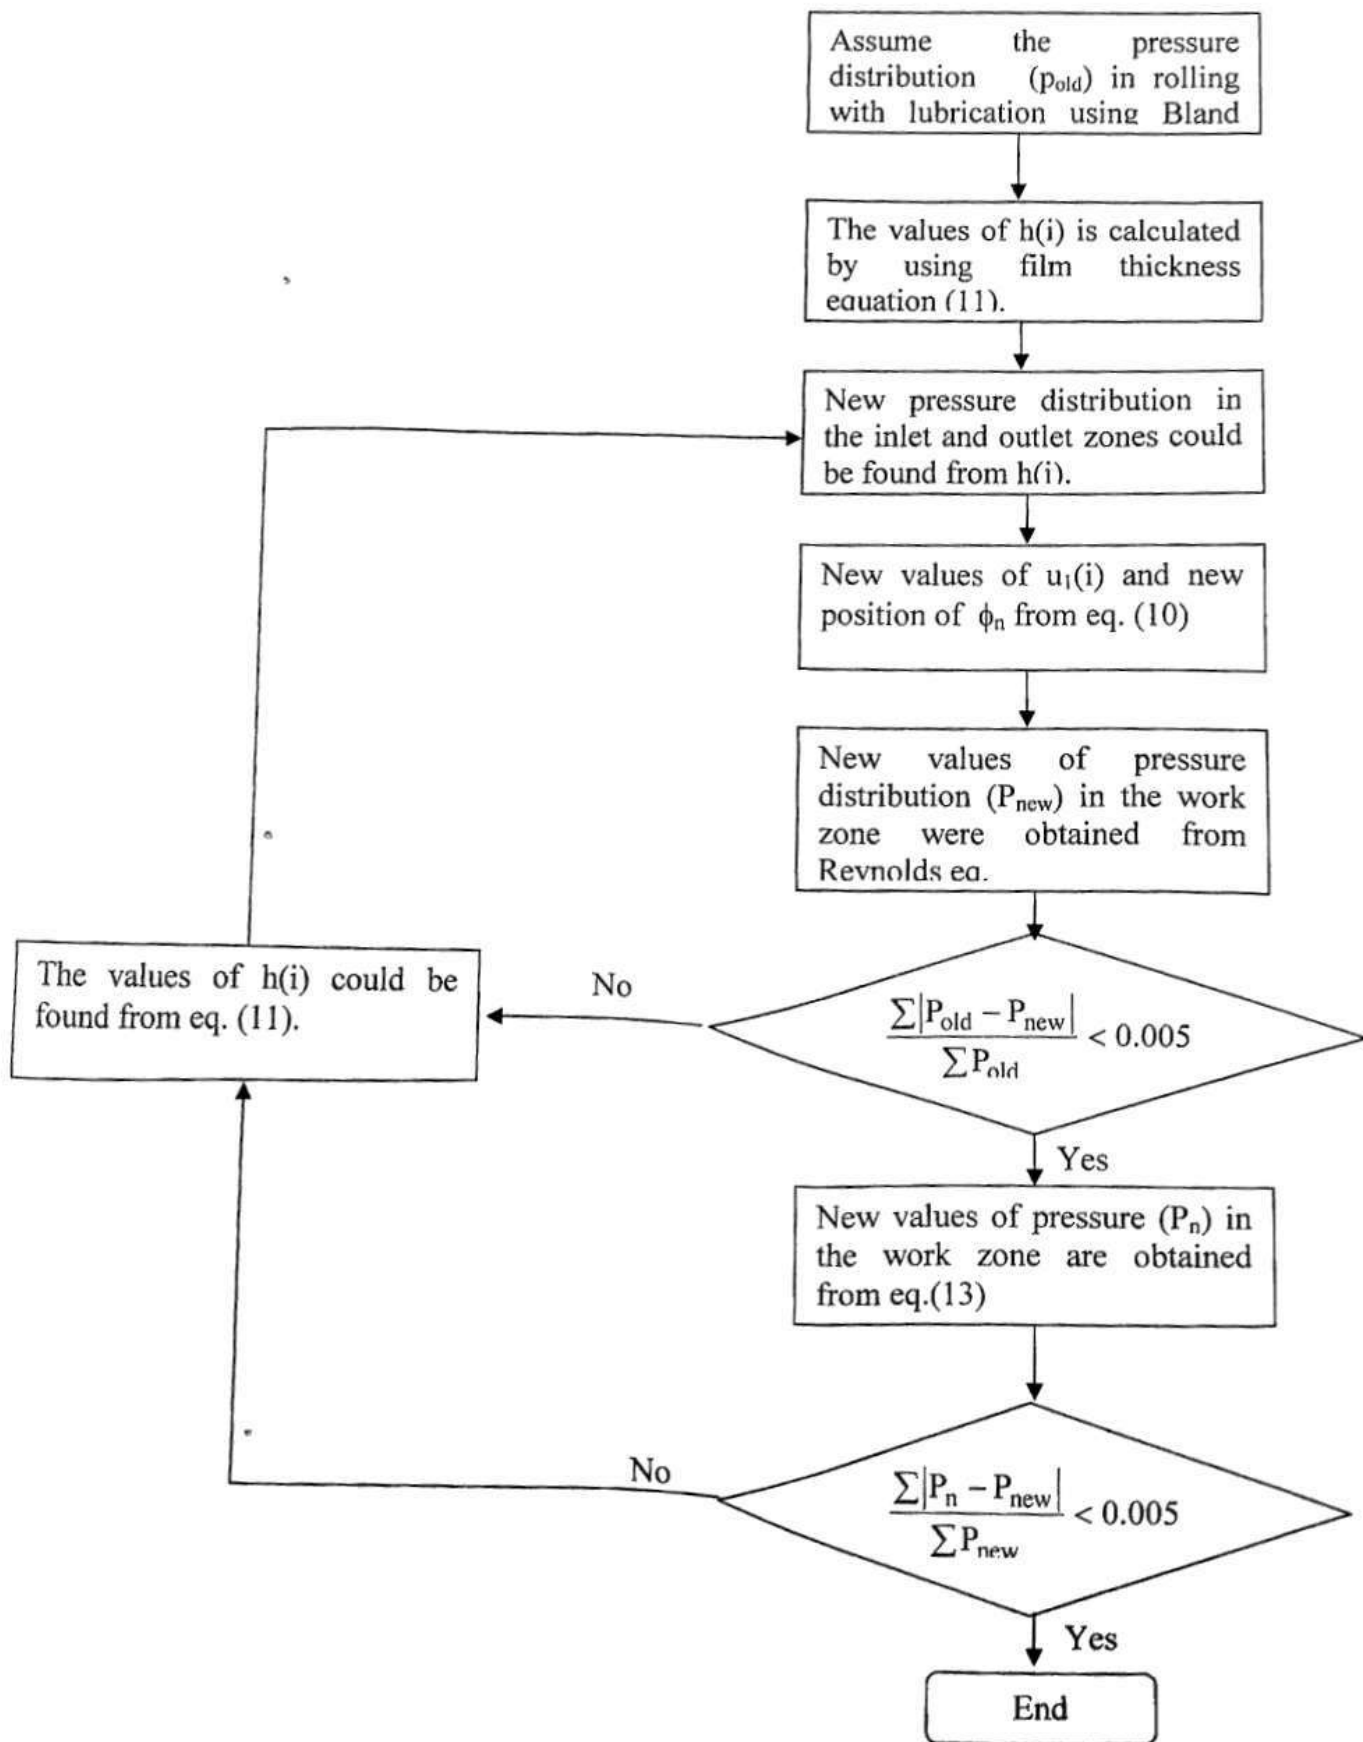 Assume the pressure
distribution (pold) in rolling
with lubrication using Bland
The values of h(i) is calculated
by using film thickness
equation (11).
New pressure distribution in
the inlet and outlet zones could
be found from h(i).
New values of u1(i) and new
position of ϕn from eq. (10)
New values of pressure
distribution (Pnew) in the work
zone were obtained from
Reynolds eq.
The values of h(i) could be
found from eq. (11).
No
∑|Pold − Pnew|
∑Pold
< 0.005
Yes
New values of pressure (Pn) in
the work zone are obtained
from eq.(13)
No
∑|Pn − Pnew|
∑Pnew
< 0.005
Yes
End